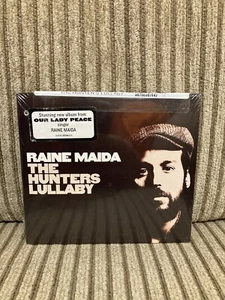 Stunning new album from
OUR LADY PEACE
singer
RAINE MAIDA
RAINE MAIDA
THE
HUNTERS
LULLABY